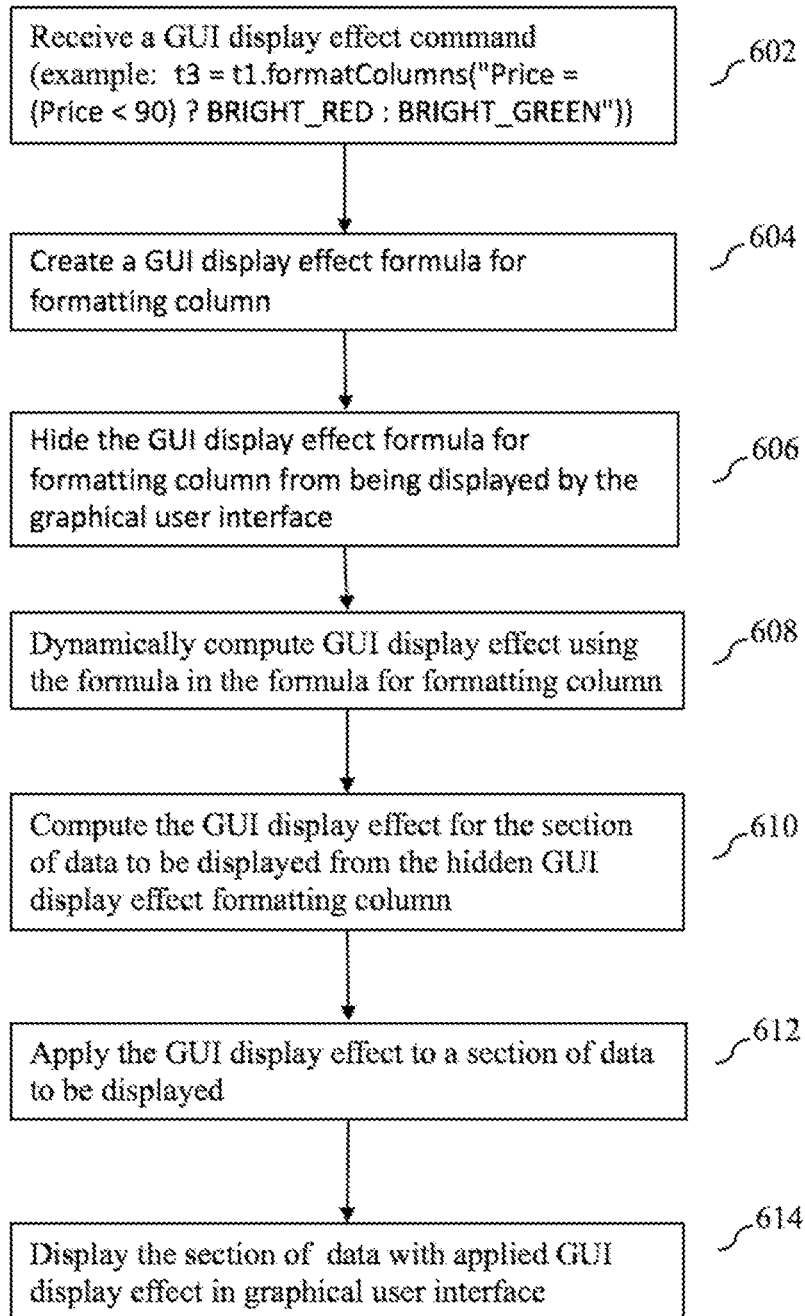 Receive a GUI display effect command
(example: t3 = t1.formatColumns("Price =
(Price < 90) ? BRIGHT_RED : BRIGHT_GREEN"))
602
Create a GUI display effect formula for
formatting column
604
Hide the GUI display effect formula for
formatting column from being displayed by the
graphical user interface
606
Dynamically compute GUI display effect using
the formula in the formula for formatting column
608
Compute the GUI display effect for the section
of data to be displayed from the hidden GUI
display effect formatting column
610
Apply the GUI display effect to a section of data
to be displayed
612
Display the section of data with applied GUI
display effect in graphical user interface
614